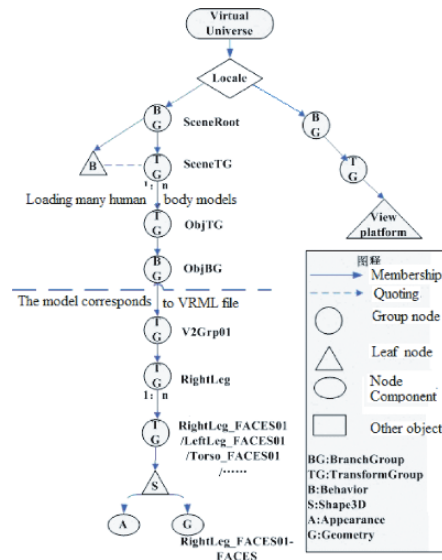 Virtual
Universe
Locale
B
G
SceneRoot
B
G
B
T
G
SceneTG
T
G
1: n
Loading many human body models
View
platform
T
G
ObjTG
B
G
ObjBG
The model corresponds to VRML file
T
G
V2Grp01
T
G
RightLeg
1: n
T
G
RightLeg_FACES01
/LeftLeg_FACES01
/Torso_FACES01
/······
S
A
G
RightLeg_FACES01-
FACES
图释
Membership
Quoting
Group node
Leaf node
Node
Component
Other object
BG:BranchGroup
TG:TransformGroup
B:Behavior
S:Shape3D
A:Appearance
G:Geometry